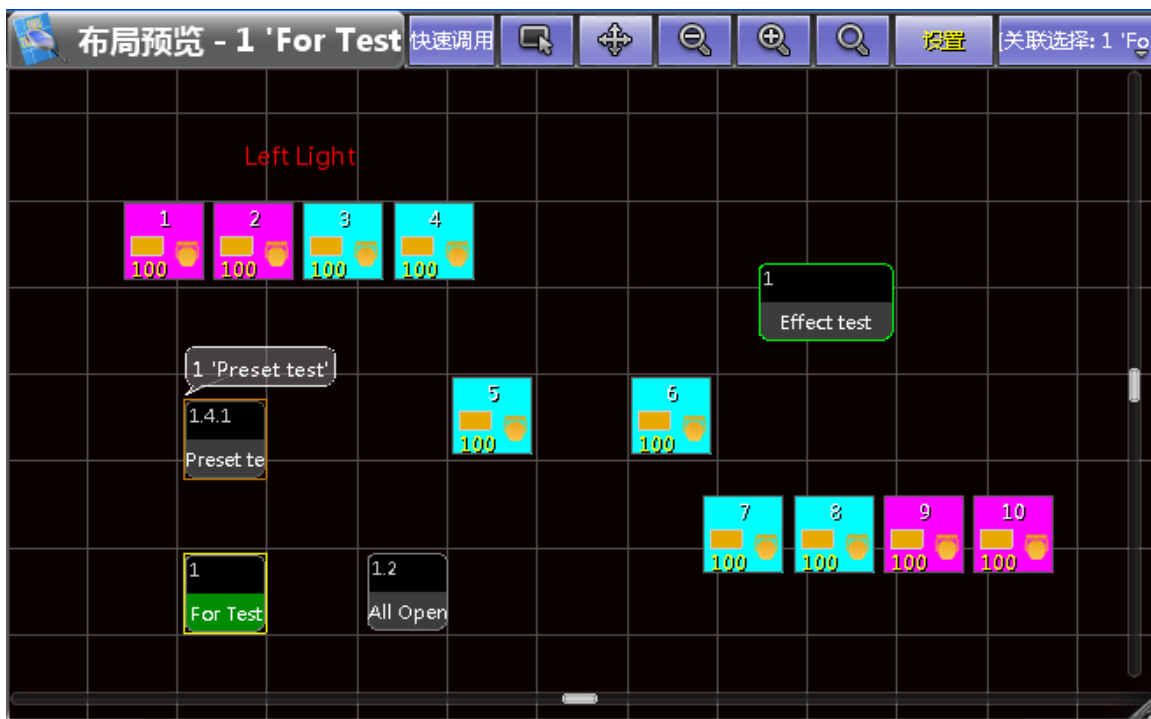 布局预览 - 1 'For Test
快速调用
设置
关联选择: 1 'Fo
Left Light
1 2 3 4
100 100 100 100
1
Effect test
1 'Preset test'
1.4.1
Preset te
5 6
100 100
7 8 9 10
100 100 100 100
1 1.2
For Test All Open